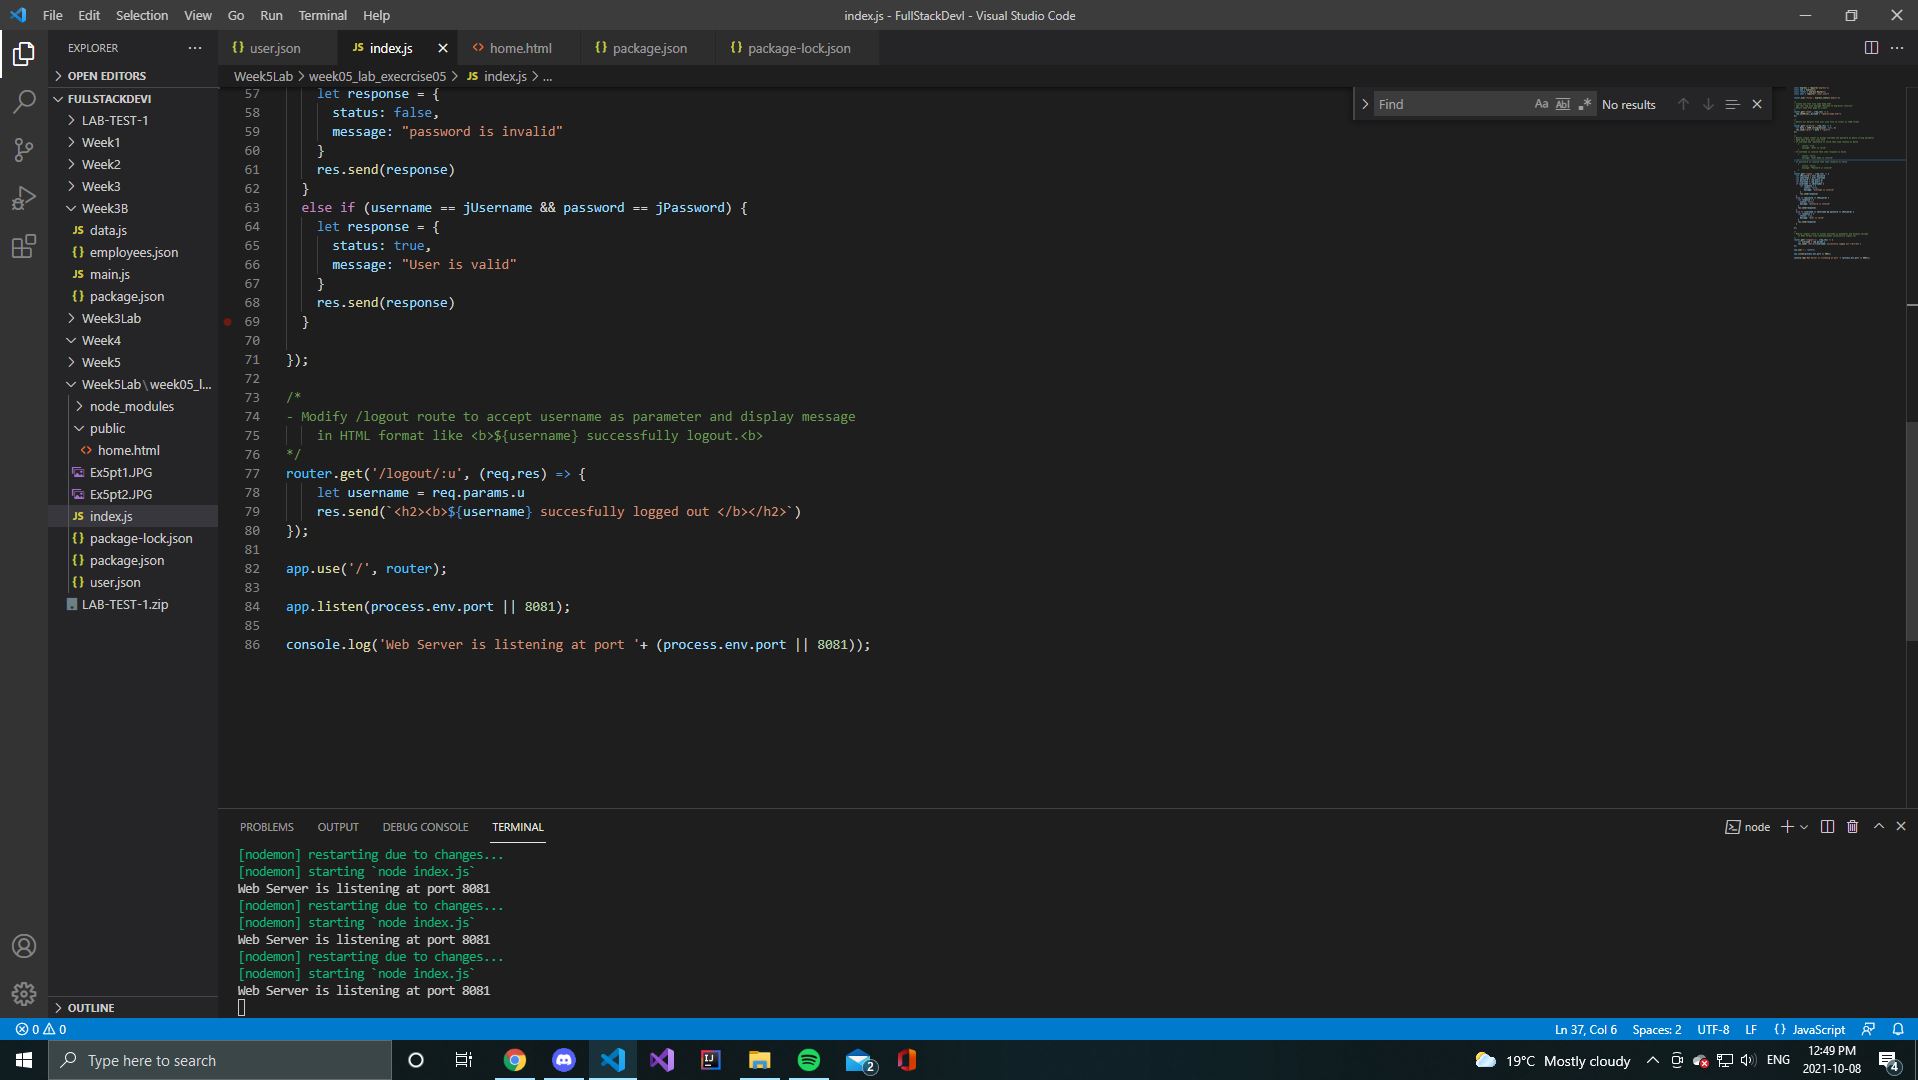 File Edit Selection View Go Run Terminal Help
index.js - FullStackDevI - Visual Studio Code
EXPLORER
OPEN EDITORS
FULLSTACKDEVI
LAB-TEST-1
Week1
Week2
Week3
Week3B
JS data.js
{} employees.json
JS main.js
{} package.json
Week3Lab
Week4
Week5
Week5Lab\week05_l...
node_modules
public
<> home.html
Ex5pt1.JPG
Ex5pt2.JPG
JS index.js
{} package-lock.json
{} package.json
{} user.json
LAB-TEST-1.zip
OUTLINE
{} user.json JS index.js <> home.html {} package.json {} package-lock.json
Week5Lab > week05_lab_execrcise05 > JS index.js > ...
Find Aa Abl .* No results
57 let response = {
58 status: false,
59 message: "password is invalid"
60 }
61 res.send(response)
62 }
63 else if (username == jUsername && password == jPassword) {
64 let response = {
65 status: true,
66 message: "User is valid"
67 }
68 res.send(response)
69 }
70
71 });
72
73 /*
74 - Modify /logout route to accept username as parameter and display message
75 in HTML format like <b>${username} successfully logout.<b>
76 */
77 router.get('/logout/:u', (req,res) => {
78 let username = req.params.u
79 res.send(`<h2><b>${username} succesfully logged out </b></h2>`)
80 });
81
82 app.use('/', router);
83
84 app.listen(process.env.port || 8081);
85
86 console.log('Web Server is listening at port '+ (process.env.port || 8081));
PROBLEMS OUTPUT DEBUG CONSOLE TERMINAL
node
[nodemon] restarting due to changes...
[nodemon] starting `node index.js`
Web Server is listening at port 8081
[nodemon] restarting due to changes...
[nodemon] starting `node index.js`
Web Server is listening at port 8081
[nodemon] restarting due to changes...
[nodemon] starting `node index.js`
Web Server is listening at port 8081
0 0
Ln 37, Col 6 Spaces: 2 UTF-8 LF {} JavaScript
Type here to search
2
19°C Mostly cloudy
ENG
12:49 PM
2021-10-08
4